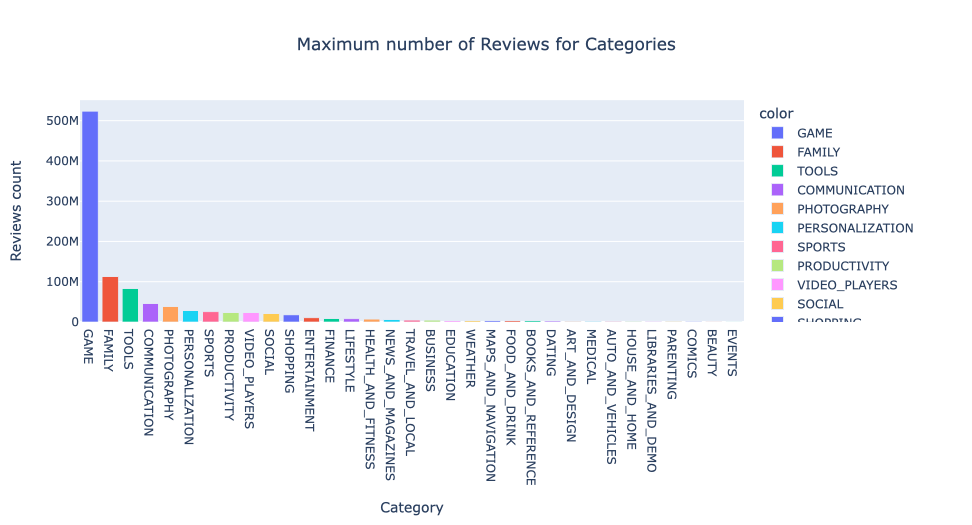 Maximum number of Reviews for Categories
Reviews count
500M
400M
300M
200M
100M
0
GAME
FAMILY
TOOLS
COMMUNICATION
PHOTOGRAPHY
PERSONALIZATION
SPORTS
PRODUCTIVITY
VIDEO_PLAYERS
SOCIAL
SHOPPING
ENTERTAINMENT
FINANCE
LIFESTYLE
HEALTH_AND_FITNESS
NEWS_AND_MAGAZINES
TRAVEL_AND_LOCAL
BUSINESS
EDUCATION
WEATHER
MAPS_AND_NAVIGATION
FOOD_AND_DRINK
BOOKS_AND_REFERENCE
DATING
ART_AND_DESIGN
MEDICAL
AUTO_AND_VEHICLES
HOUSE_AND_HOME
LIBRARIES_AND_DEMO
PARENTING
COMICS
BEAUTY
EVENTS
Category
color
GAME
FAMILY
TOOLS
COMMUNICATION
PHOTOGRAPHY
PERSONALIZATION
SPORTS
PRODUCTIVITY
VIDEO_PLAYERS
SOCIAL
SHOPPING